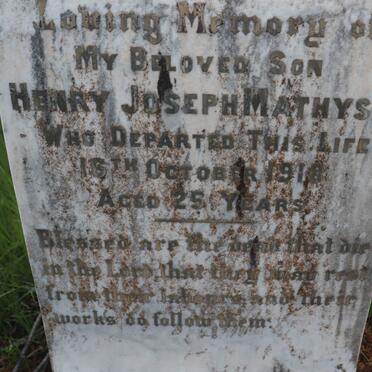 Loving Memory of
My Beloved Son
Henry Joseph Mathys
Who Departed This Life
16th October 1918
Aged 25 Years
Blessed are the dead that die
in the Lord that they may rest
from their labours and their
works do follow them.